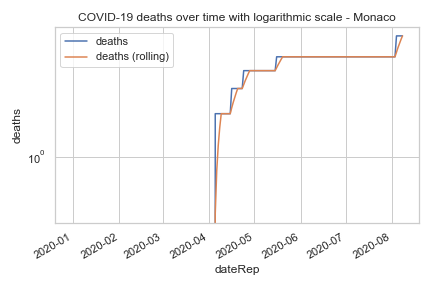 COVID-19 deaths over time with logarithmic scale - Monaco
deaths
deaths (rolling)
deaths
10⁰
2020-01
2020-02
2020-03
2020-04
2020-05
2020-06
2020-07
2020-08
dateRep